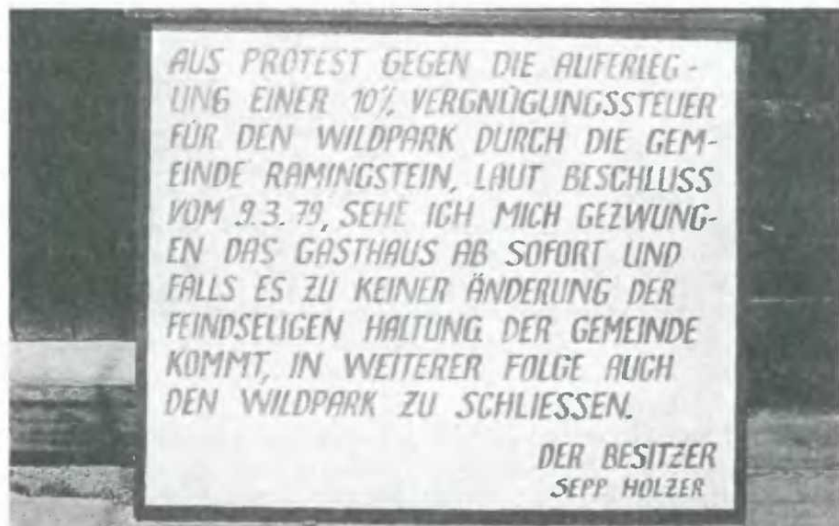 AUS PROTEST GEGEN DIE AUFERLEG-
UNG EINER 10% VERGNÜGUNGSSTEUER
FÜR DEN WILDPARK DURCH DIE GEM-
EINDE RAMINGSTEIN, LAUT BESCHLUSS
VOM 9.3.79, SEHE ICH MICH GEZWUNG-
EN DAS GASTHAUS AB SOFORT UND
FALLS ES ZU KEINER ÄNDERUNG DER
FEINDSELIGEN HALTUNG DER GEMEINDE
KOMMT, IN WEITERER FOLGE AUCH
DEN WILDPARK ZU SCHLIESSEN.
DER BESITZER
SEPP HOLZER